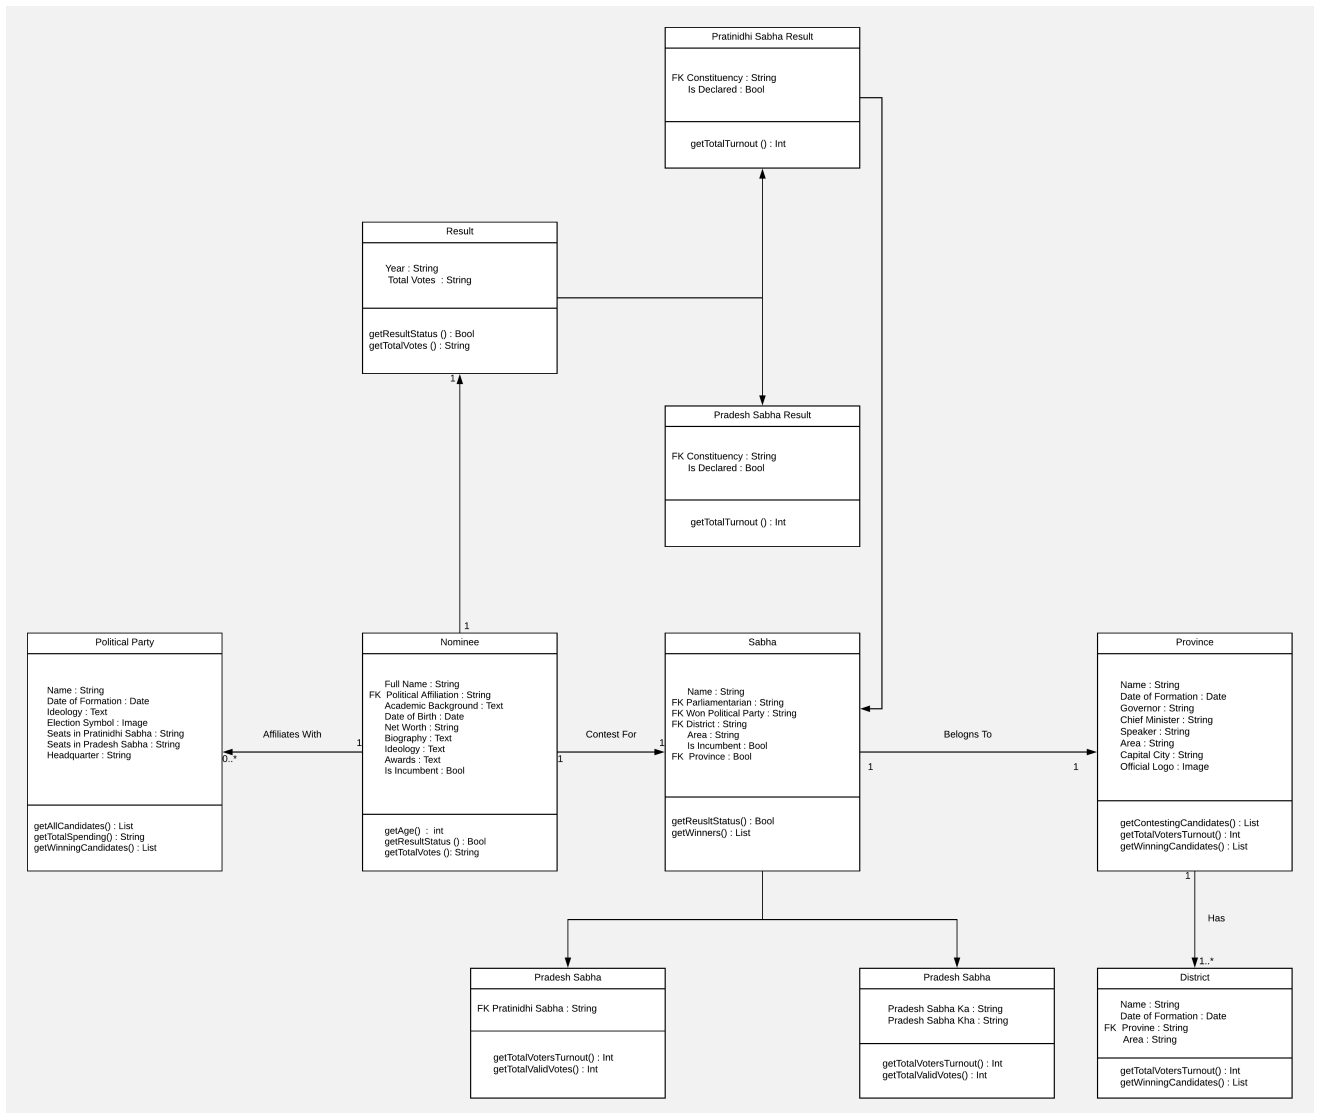 Pratinidhi Sabha Result
FK Constituency : String
Is Declared : Bool
getTotalTurnout () : Int
Result
Year : String
Total Votes : String
getResultStatus () : Bool
getTotalVotes () : String
1
Pradesh Sabha Result
FK Constituency : String
Is Declared : Bool
getTotalTurnout () : Int
1
Political Party
Name : String
Date of Formation : Date
Ideology : Text
Election Symbol : Image
Seats in Pratinidhi Sabha : String
Seats in Pradesh Sabha : String
Headquarter : String
getAllCandidates() : List
getTotalSpending() : String
getWinningCandidates() : List
Affiliates With
0..*
1
Nominee
Full Name : String
FK Political Affiliation : String
Academic Background : Text
Date of Birth : Date
Net Worth : String
Biography : Text
Ideology : Text
Awards : Text
Is Incumbent : Bool
getAge() : int
getResultStatus () : Bool
getTotalVotes (): String
Contest For
1
1
Sabha
Name : String
FK Parliamentarian : String
FK Won Political Party : String
FK District : String
Area : String
Is Incumbent : Bool
FK Province : Bool
getReusltStatus() : Bool
getWinners() : List
Belogns To
1
1
Province
Name : String
Date of Formation : Date
Governor : String
Chief Minister : String
Speaker : String
Area : String
Capital City : String
Official Logo : Image
getContestingCandidates() : List
getTotalVotersTurnout() : Int
getWinningCandidates() : List
1
Has
1..*
Pradesh Sabha
FK Pratinidhi Sabha : String
getTotalVotersTurnout() : Int
getTotalValidVotes() : Int
Pradesh Sabha
Pradesh Sabha Ka : String
Pradesh Sabha Kha : String
getTotalVotersTurnout() : Int
getTotalValidVotes() : Int
District
Name : String
Date of Formation : Date
FK Provine : String
Area : String
getTotalVotersTurnout() : Int
getWinningCandidates() : List